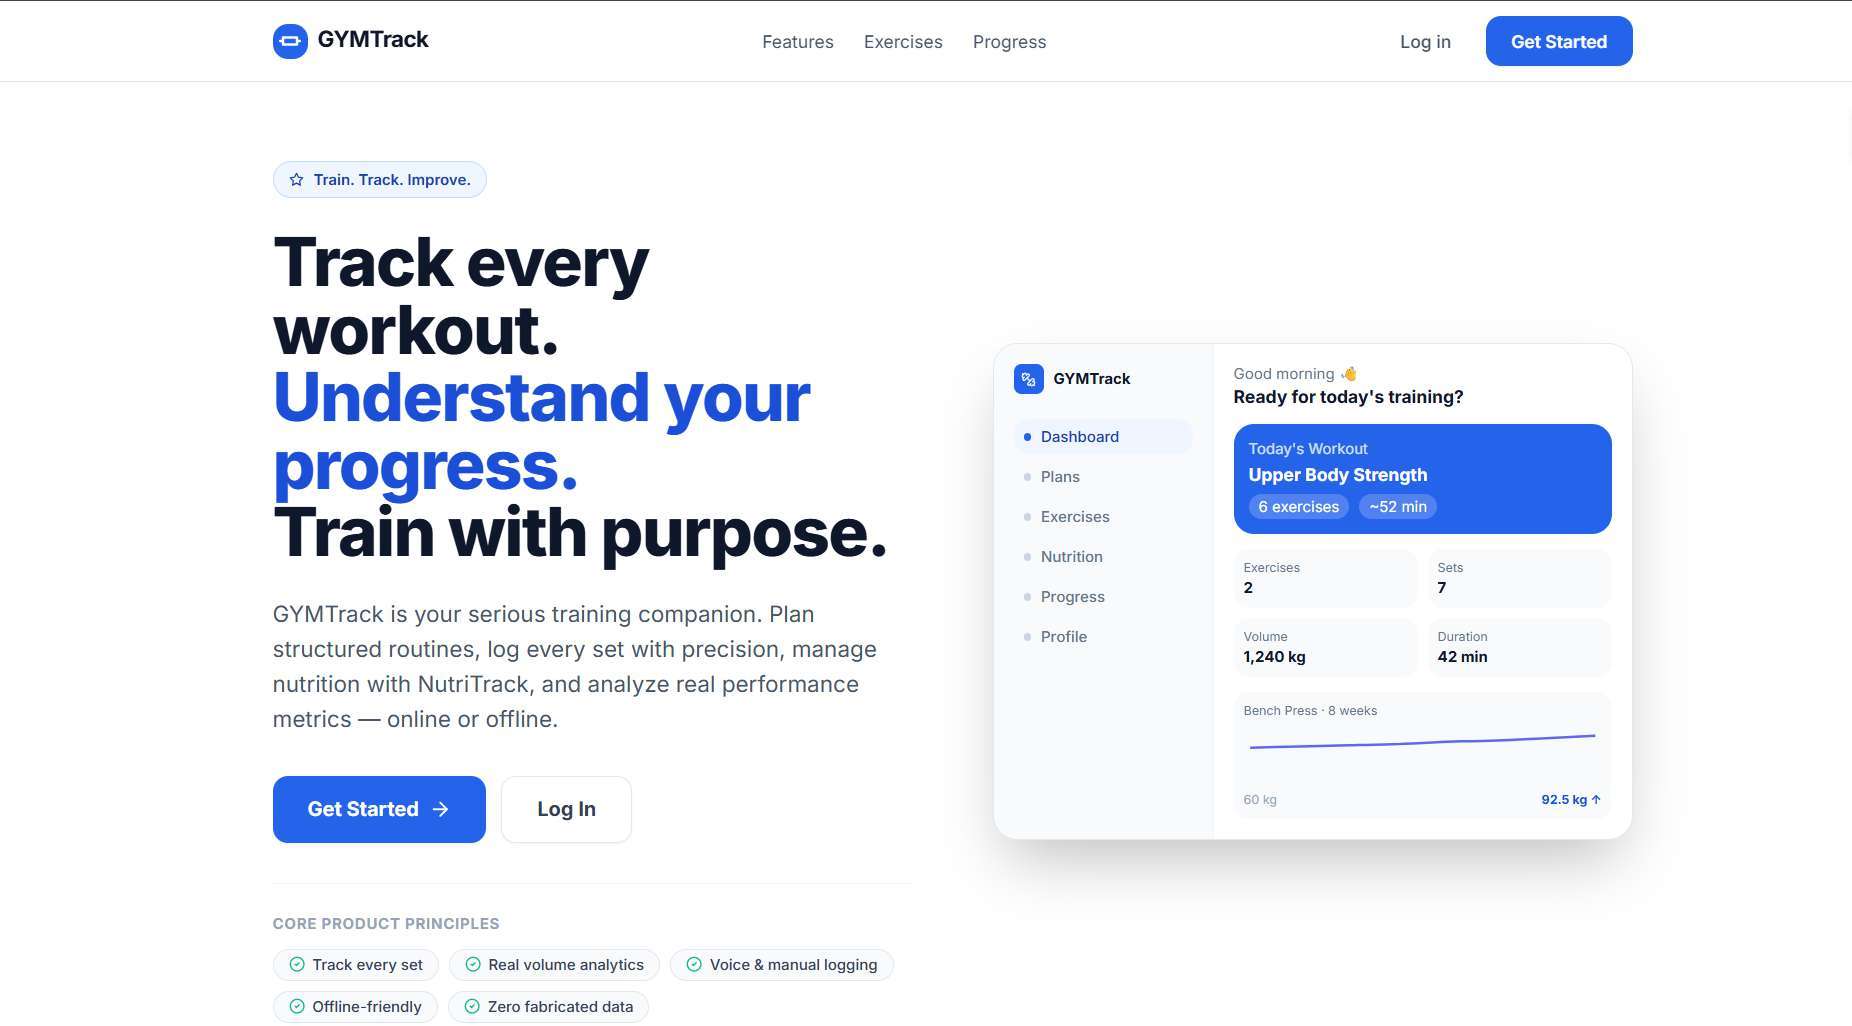 GYMTrack
Features
Exercises
Progress
Log in
Get Started
Train. Track. Improve.
Track every
workout.
Understand your
progress.
Train with purpose.
GYMTrack is your serious training companion. Plan
structured routines, log every set with precision, manage
nutrition with NutriTrack, and analyze real performance
metrics — online or offline.
Get Started →
Log In
CORE PRODUCT PRINCIPLES
Track every set
Real volume analytics
Voice & manual logging
Offline-friendly
Zero fabricated data
GYMTrack
Dashboard
Plans
Exercises
Nutrition
Progress
Profile
Good morning 👋
Ready for today's training?
Today's Workout
Upper Body Strength
6 exercises
~52 min
Exercises
2
Sets
7
Volume
1,240 kg
Duration
42 min
Bench Press · 8 weeks
60 kg
92.5 kg ↑